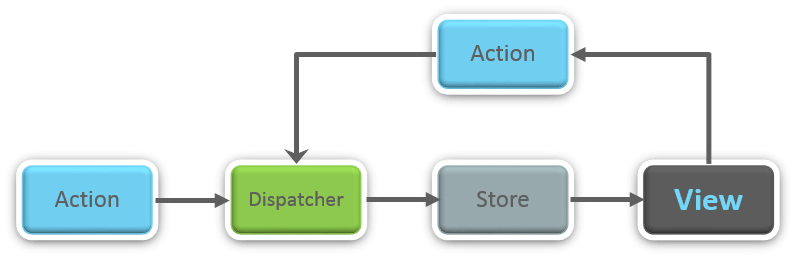 Action
Action
Dispatcher
Store
View